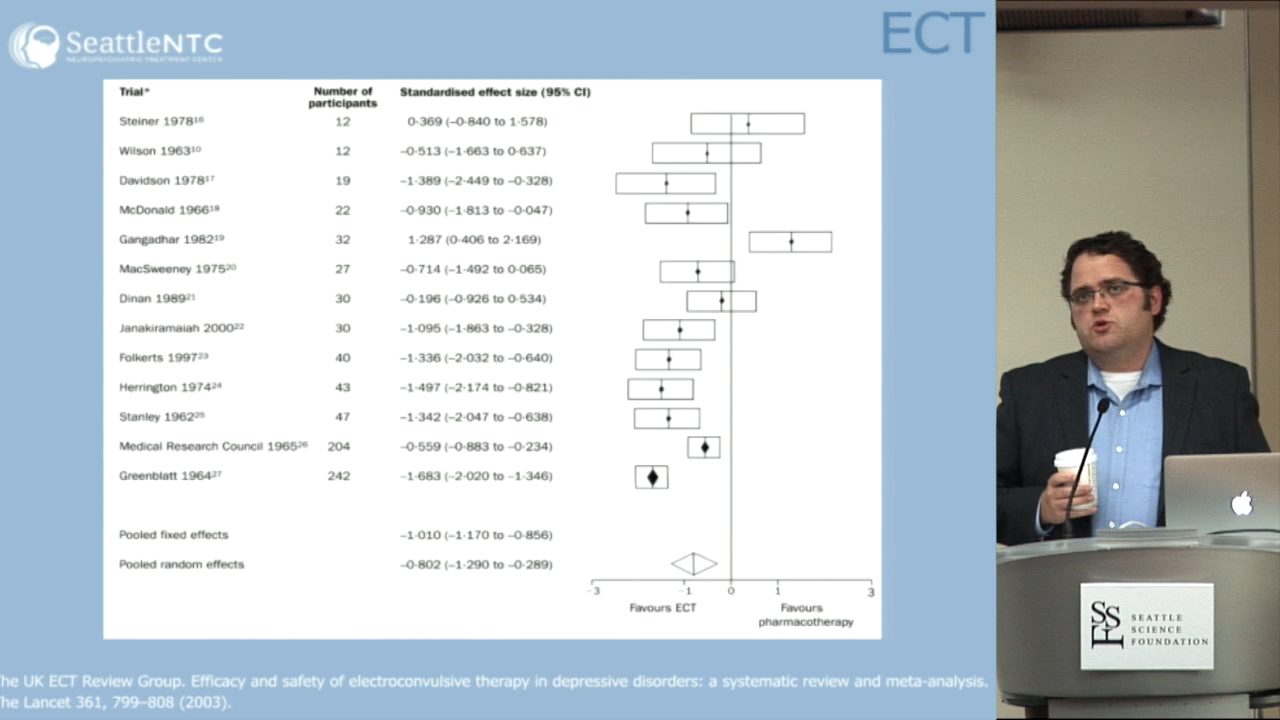 SeattleNTC
NEUROPSYCHIATRIC TREATMENT CENTER
ECT
Trial* Number of participants Standardised effect size (95% CI)
Steiner 1978¹⁶ 12 0·369 (–0·840 to 1·578)
Wilson 1963¹⁰ 12 –0·513 (–1·663 to 0·637)
Davidson 1978¹⁷ 19 –1·389 (–2·449 to –0·328)
McDonald 1966¹⁸ 22 –0·930 (–1·813 to –0·047)
Gangadhar 1982¹⁹ 32 1·287 (0·406 to 2·169)
MacSweeney 1975²⁰ 27 –0·714 (–1·492 to 0·065)
Dinan 1989²¹ 30 –0·196 (–0·926 to 0·534)
Janakiramaiah 2000²² 30 –1·095 (–1·863 to –0·328)
Folkerts 1997²³ 40 –1·336 (–2·032 to –0·640)
Herrington 1974²⁴ 43 –1·497 (–2·174 to –0·821)
Stanley 1962²⁵ 47 –1·342 (–2·047 to –0·638)
Medical Research Council 1965²⁶ 204 –0·559 (–0·883 to –0·234)
Greenblatt 1964²⁷ 242 –1·683 (–2·020 to –1·346)
Pooled fixed effects –1·010 (–1·170 to –0·856)
Pooled random effects –0·802 (–1·290 to –0·289)
–3 –1 0 1 3
Favours ECT Favours
pharmacotherapy
he UK ECT Review Group. Efficacy and safety of electroconvulsive therapy in depressive disorders: a systematic review and meta-analysis.
he Lancet 361, 799–808 (2003).
SSF
SEATTLE
SCIENCE
FOUNDATION